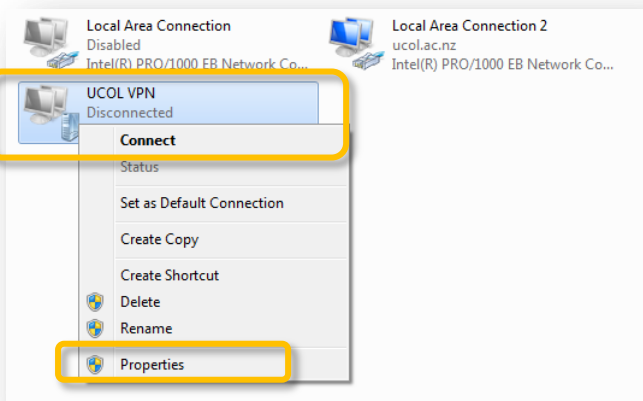 Local Area Connection
Disabled
Intel(R) PRO/1000 EB Network Co...
Local Area Connection 2
ucol.ac.nz
Intel(R) PRO/1000 EB Network Co...
UCOL VPN
Disconnected
Connect
Status
Set as Default Connection
Create Copy
Create Shortcut
Delete
Rename
Properties